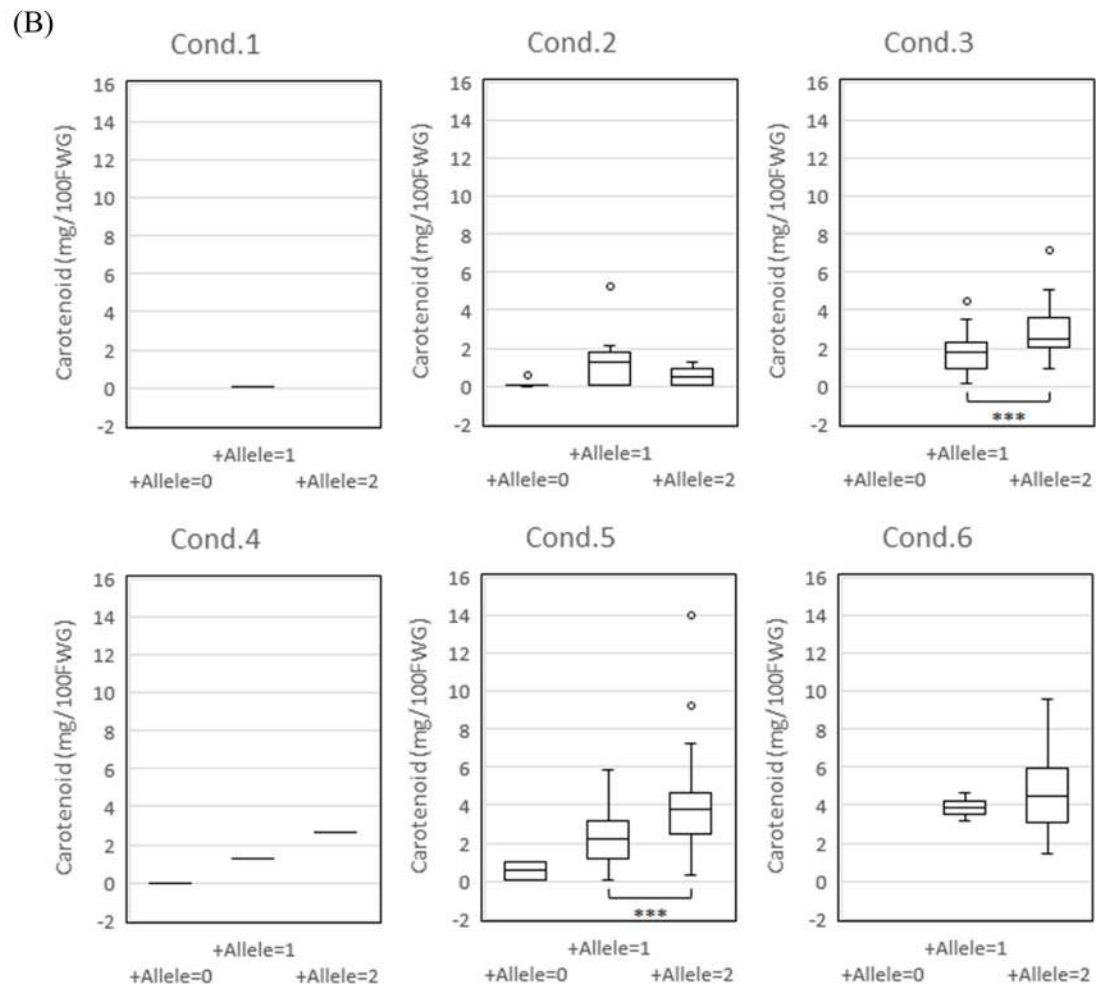 (B)
Cond.1
Carotenoid (mg/100FWG)
16
14
12
10
8
6
4
2
0
-2
+Allele=1
+Allele=0 +Allele=2
Cond.2
Carotenoid (mg/100FWG)
16
14
12
10
8
6
4
2
0
-2
+Allele=1
+Allele=0 +Allele=2
Cond.3
Carotenoid (mg/100FWG)
16
14
12
10
8
6
4
2
0
-2
***
+Allele=1
+Allele=0 +Allele=2
Cond.4
Carotenoid (mg/100FWG)
16
14
12
10
8
6
4
2
0
-2
+Allele=1
+Allele=0 +Allele=2
Cond.5
Carotenoid (mg/100FWG)
16
14
12
10
8
6
4
2
0
-2
***
+Allele=1
+Allele=0 +Allele=2
Cond.6
Carotenoid (mg/100FWG)
16
14
12
10
8
6
4
2
0
-2
+Allele=1
+Allele=0 +Allele=2